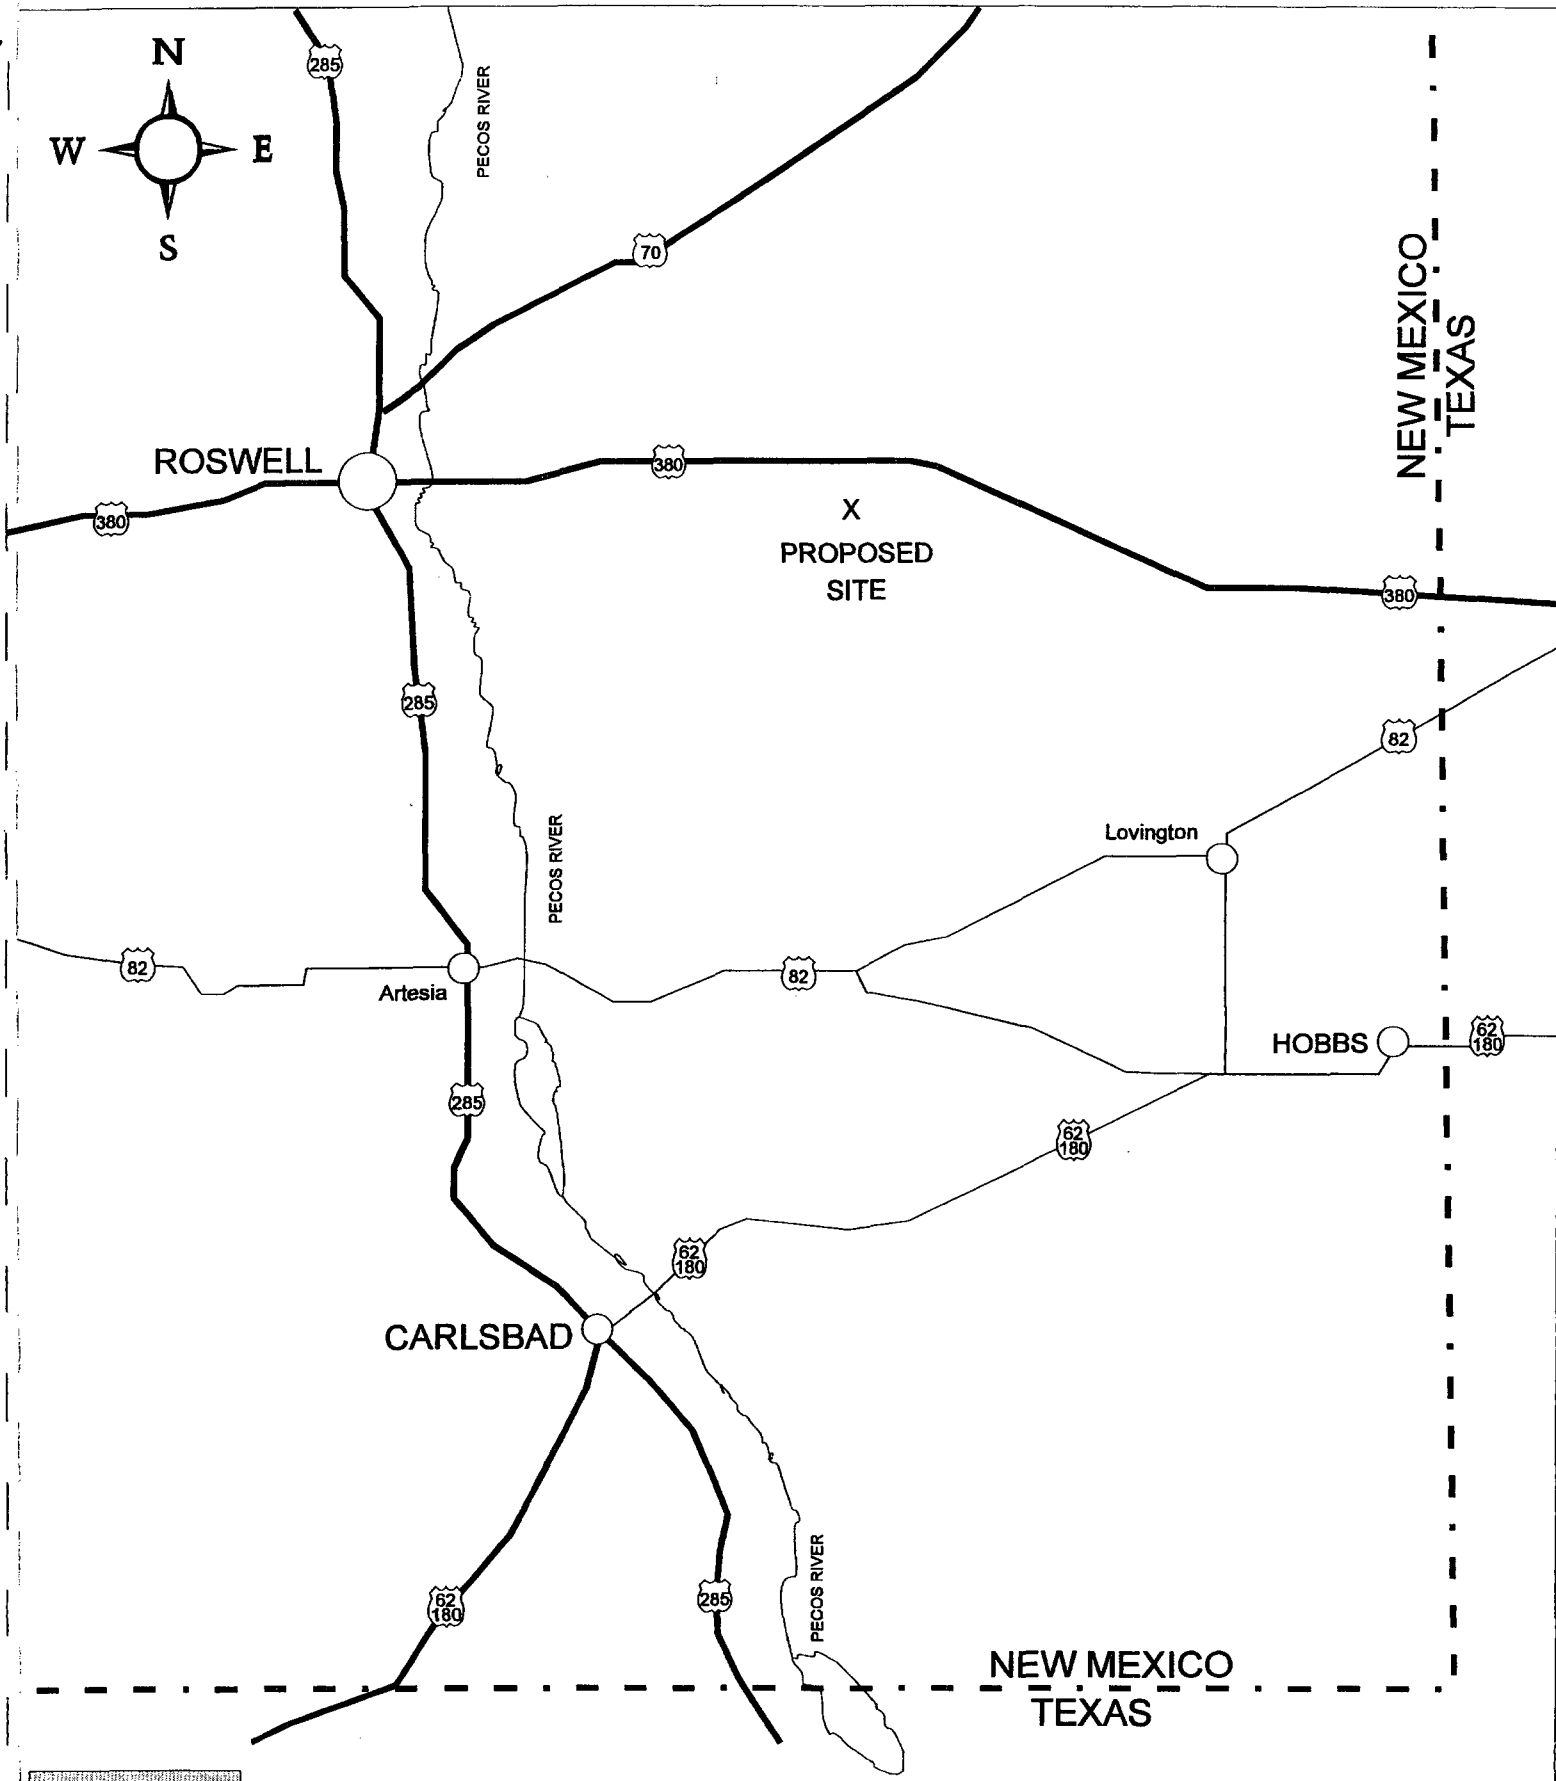 N
W
E
S
285
PECOS RIVER
70
NEW MEXICO
TEXAS
ROSWELL
380
380
X
PROPOSED
SITE
380
285
82
Lovington
PECOS RIVER
82
Artesia
82
HOBBS
62
180
285
62
180
62
180
CARLSBAD
62
180
285
PECOS RIVER
NEW MEXICO
TEXAS